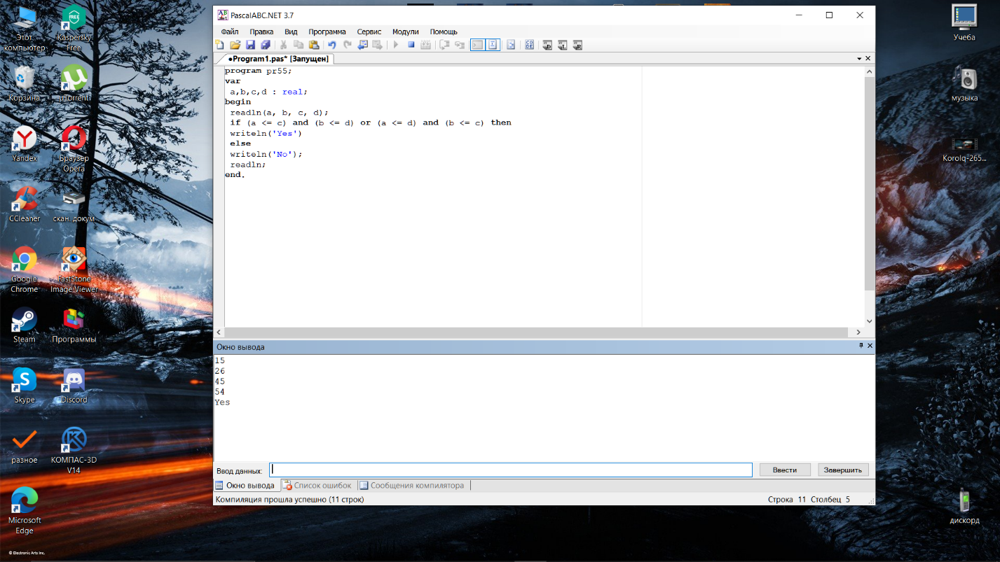 Этот компьютер
Kaspersky Free
Корзина
µTorrent
Yandex
Браузер Opera
CCleaner
скан. докум
Google Chrome
FastStone Image Viewer
Steam
Программы
Skype
Discord
разное
КОМПАС-3D V14
Microsoft Edge
© Electronic Arts Inc.
PascalABC.NET 3.7
Файл Правка Вид Программа Сервис Модули Помощь
●Program1.pas* [Запущен]
program pr55;
var
a,b,c,d : real;
begin
readln(a, b, c, d);
if (a <= c) and (b <= d) or (a <= d) and (b <= c) then
writeln('Yes')
else
writeln('No');
readln;
end.
Окно вывода
15
26
45
54
Yes
Ввод данных: Ввести Завершить
Окно вывода Список ошибок Сообщения компилятора
Компиляция прошла успешно (11 строк) Строка 11 Столбец 5
Учеба
музыка
Korolq-265...
дискорд